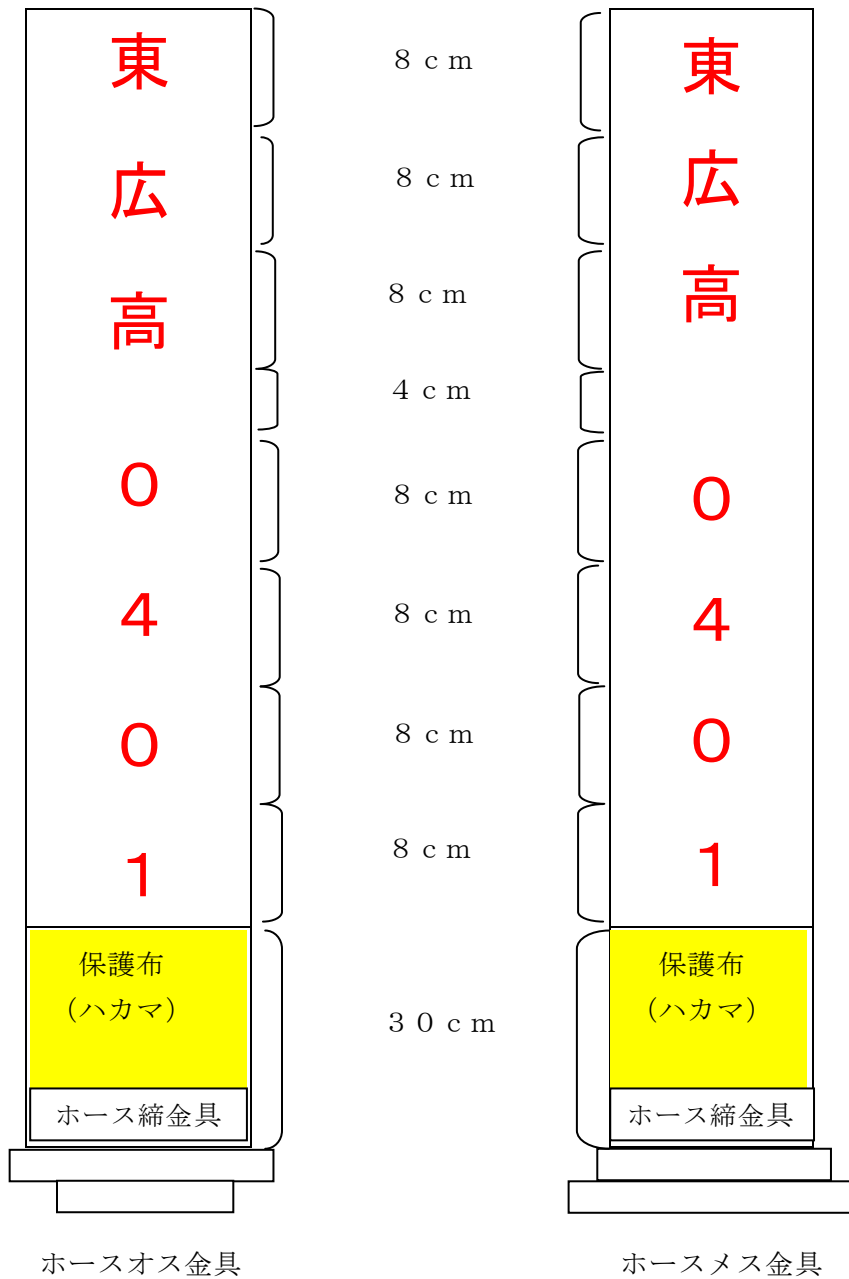 東広高０４０１
８ｃｍ
８ｃｍ
８ｃｍ
４ｃｍ
８ｃｍ
８ｃｍ
８ｃｍ
８ｃｍ
３０ｃｍ
東広高０４０１
保護布
（ハカマ）
ホース締金具
保護布
（ハカマ）
ホース締金具
ホースオス金具
ホースメス金具